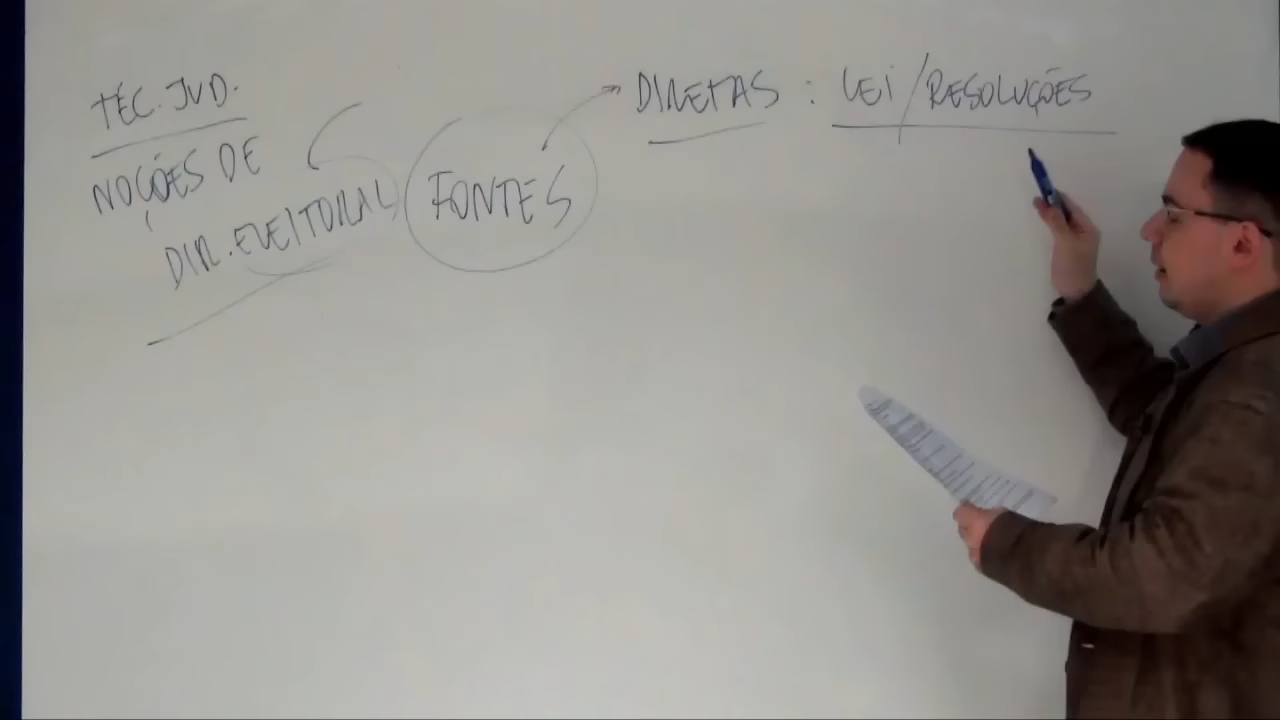 TÉC. JUD.
NOÇÕES DE
DIR. ELEITORAL
FONTES
DIRETAS : LEI / RESOLUÇÕES